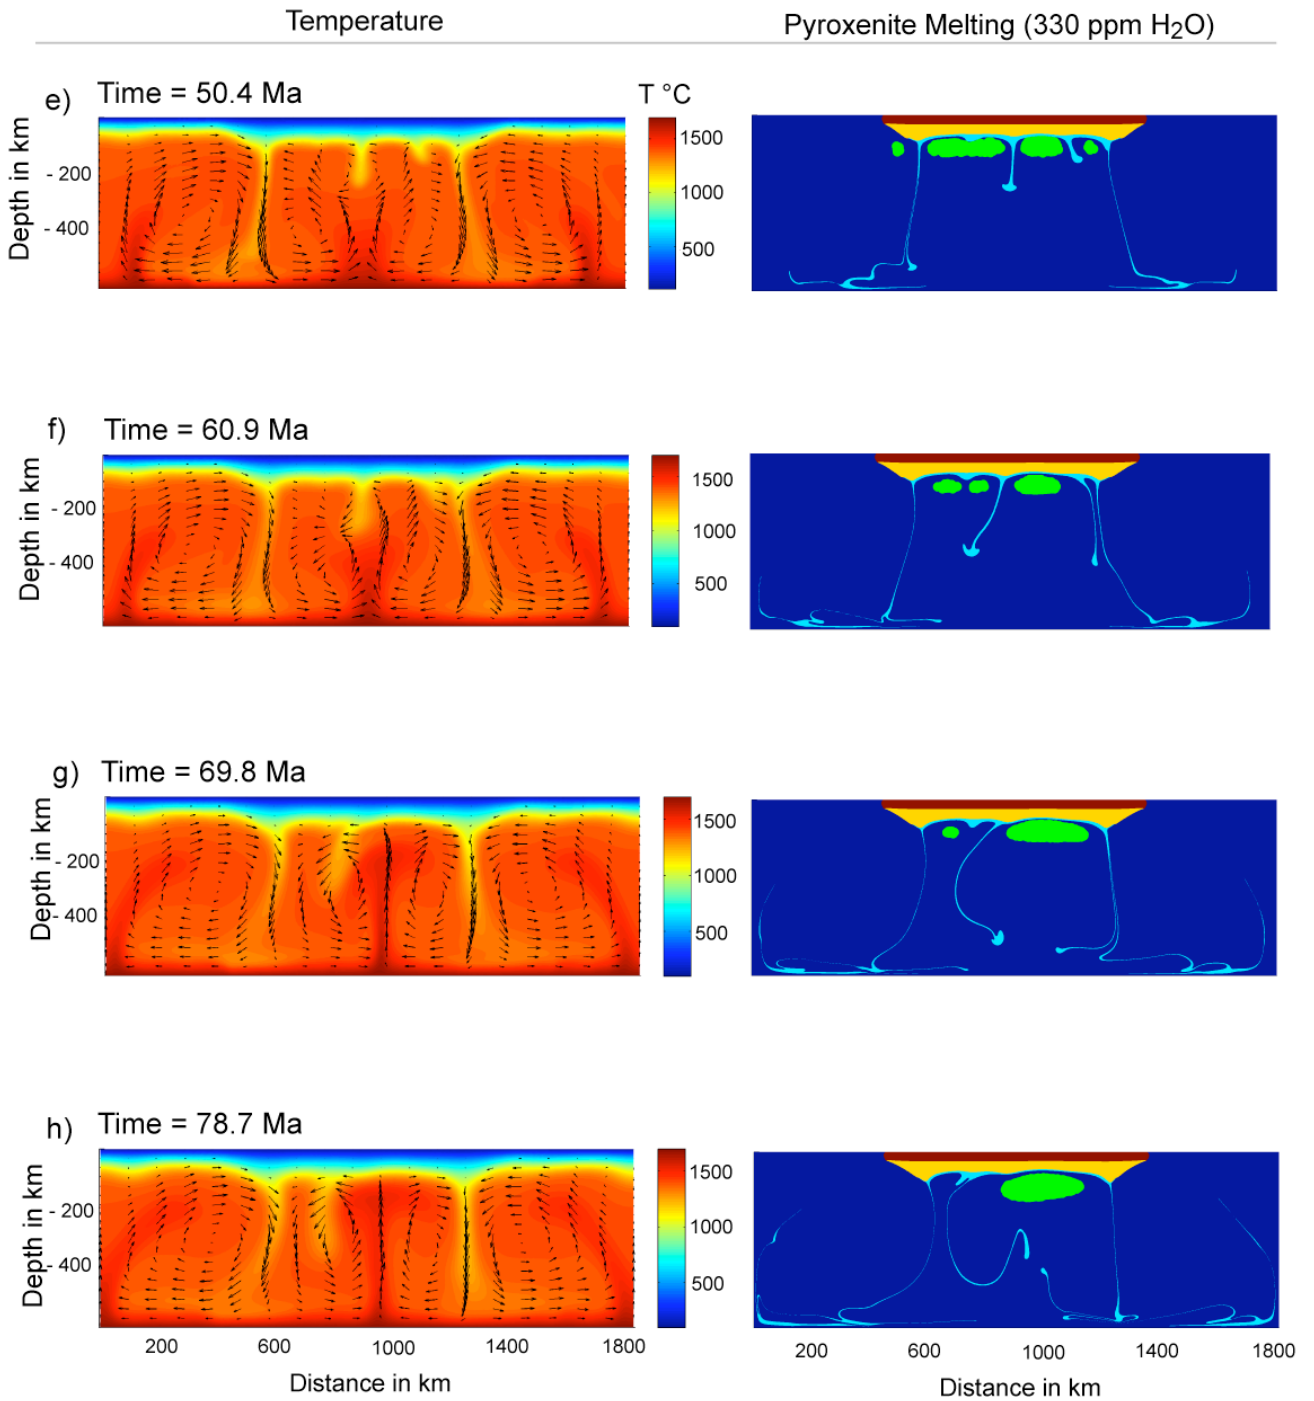 Temperature
Pyroxenite Melting (330 ppm H2O)
e) Time = 50.4 Ma
T °C
Depth in km
- 200
- 400
1500
1000
500
f) Time = 60.9 Ma
Depth in km
- 200
- 400
1500
1000
500
g) Time = 69.8 Ma
Depth in km
- 200
- 400
1500
1000
500
h) Time = 78.7 Ma
Depth in km
- 200
- 400
1500
1000
500
200 600 1000 1400 1800
Distance in km
200 600 1000 1400 1800
Distance in km